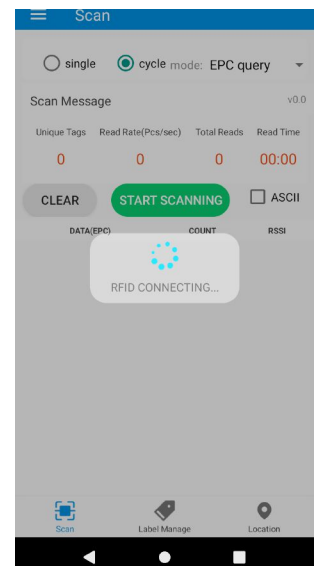 Scan
single cycle mode: EPC query
Scan Message v0.0
Unique Tags Read Rate(Pcs/sec) Total Reads Read Time
0 0 0 00:00
CLEAR START SCANNING ASCII
DATA(EPC) COUNT RSSI
RFID CONNECTING...
Scan Label Manage Location